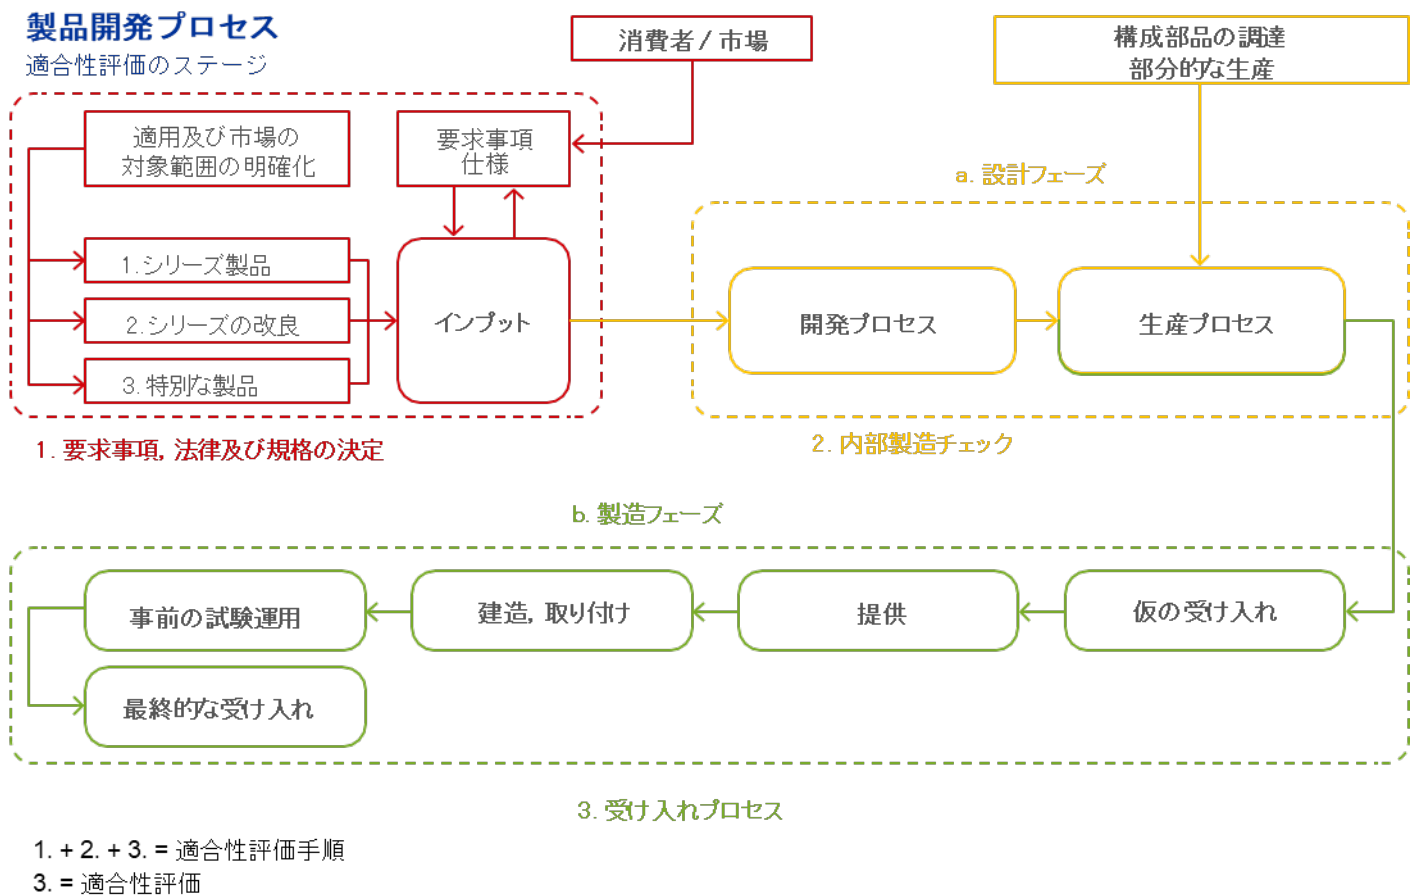 製品開発プロセス
適合性評価のステージ
消費者 / 市場
構成部品の調達
部分的な生産
適用及び市場の
対象範囲の明確化
要求事項
仕様
a. 設計フェーズ
1.シリーズ製品
2.シリーズの改良
3.特別な製品
インプット
開発プロセス
生産プロセス
1. 要求事項, 法律及び規格の決定
2. 内部製造チェック
b. 製造フェーズ
事前の試験運用
建造, 取り付け
提供
仮の受け入れ
最終的な受け入れ
3. 受け入れプロセス
1. + 2. + 3. = 適合性評価手順
3. = 適合性評価